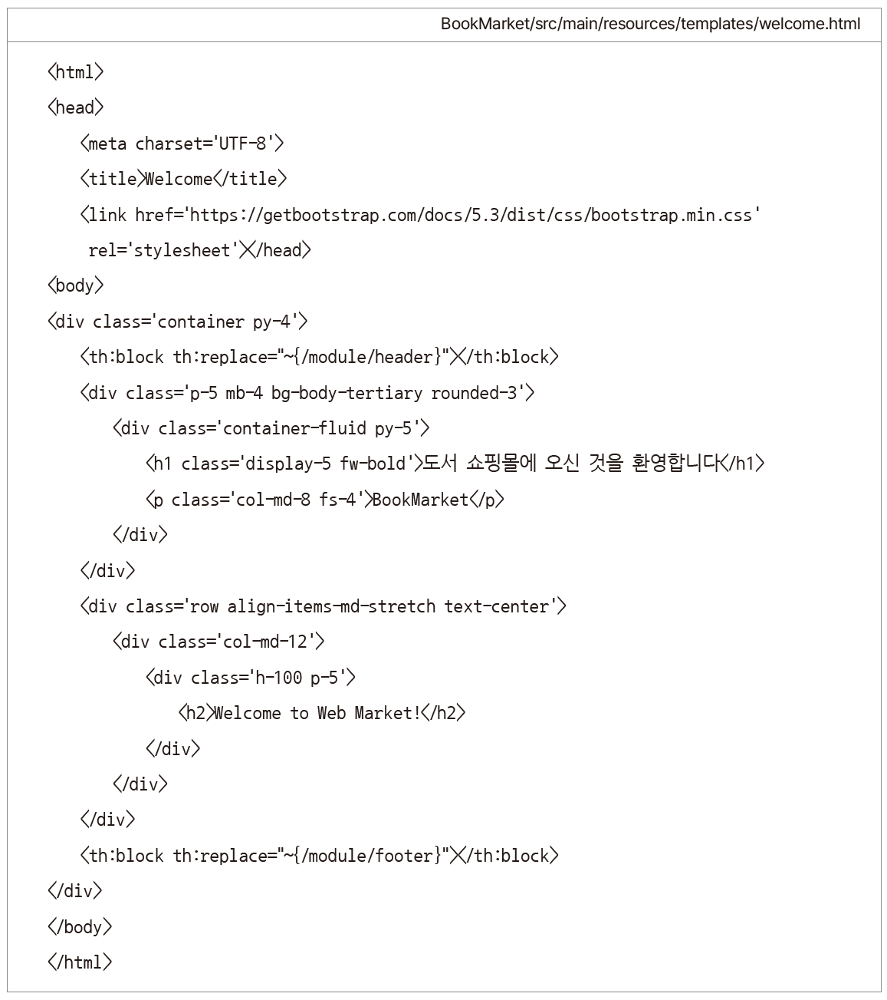 BookMarket/src/main/resources/templates/welcome.html
<html>
<head>
<meta charset='UTF-8'>
<title>Welcome</title>
<link href='https://getbootstrap.com/docs/5.3/dist/css/bootstrap.min.css'
rel='stylesheet'></head>
<body>
<div class='container py-4'>
<th:block th:replace="~{/module/header}"></th:block>
<div class='p-5 mb-4 bg-body-tertiary rounded-3'>
<div class='container-fluid py-5'>
<h1 class='display-5 fw-bold'>도서 쇼핑몰에 오신 것을 환영합니다</h1>
<p class='col-md-8 fs-4'>BookMarket</p>
</div>
</div>
<div class='row align-items-md-stretch text-center'>
<div class='col-md-12'>
<div class='h-100 p-5'>
<h2>Welcome to Web Market!</h2>
</div>
</div>
</div>
<th:block th:replace="~{/module/footer}"></th:block>
</div>
</body>
</html>